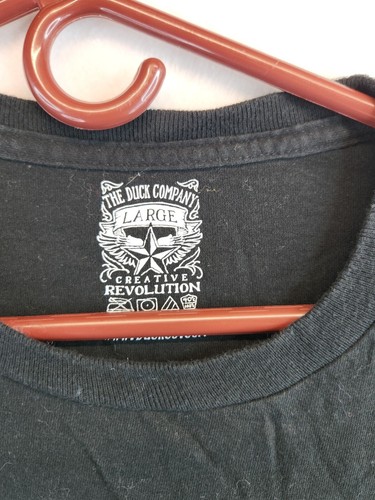 THE DUCK COMPANY
LARGE
CREATIVE
REVOLUTION